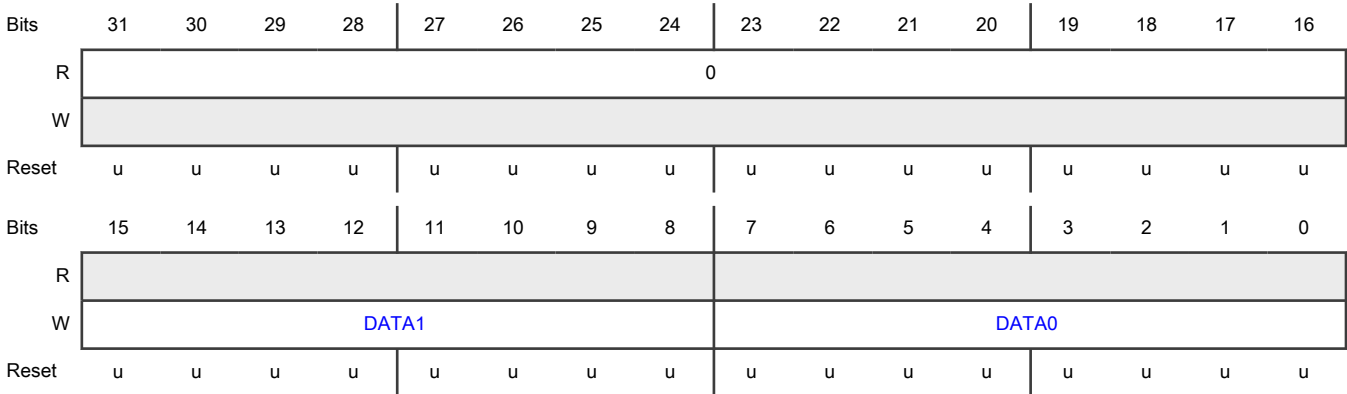 Bits 31 30 29 28 27 26 25 24 23 22 21 20 19 18 17 16
R 0
W
Reset u u u u u u u u u u u u u u u u
Bits 15 14 13 12 11 10 9 8 7 6 5 4 3 2 1 0
R
W DATA1 DATA0
Reset u u u u u u u u u u u u u u u u